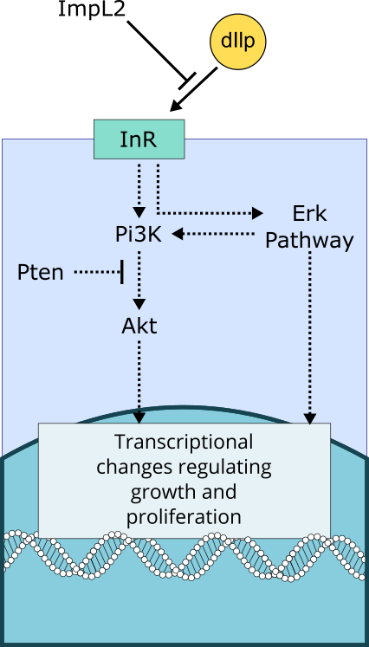 ImpL2
dIlp
InR
Pi3K
Erk
Pathway
Pten
Akt
Transcriptional
changes regulating
growth and
proliferation